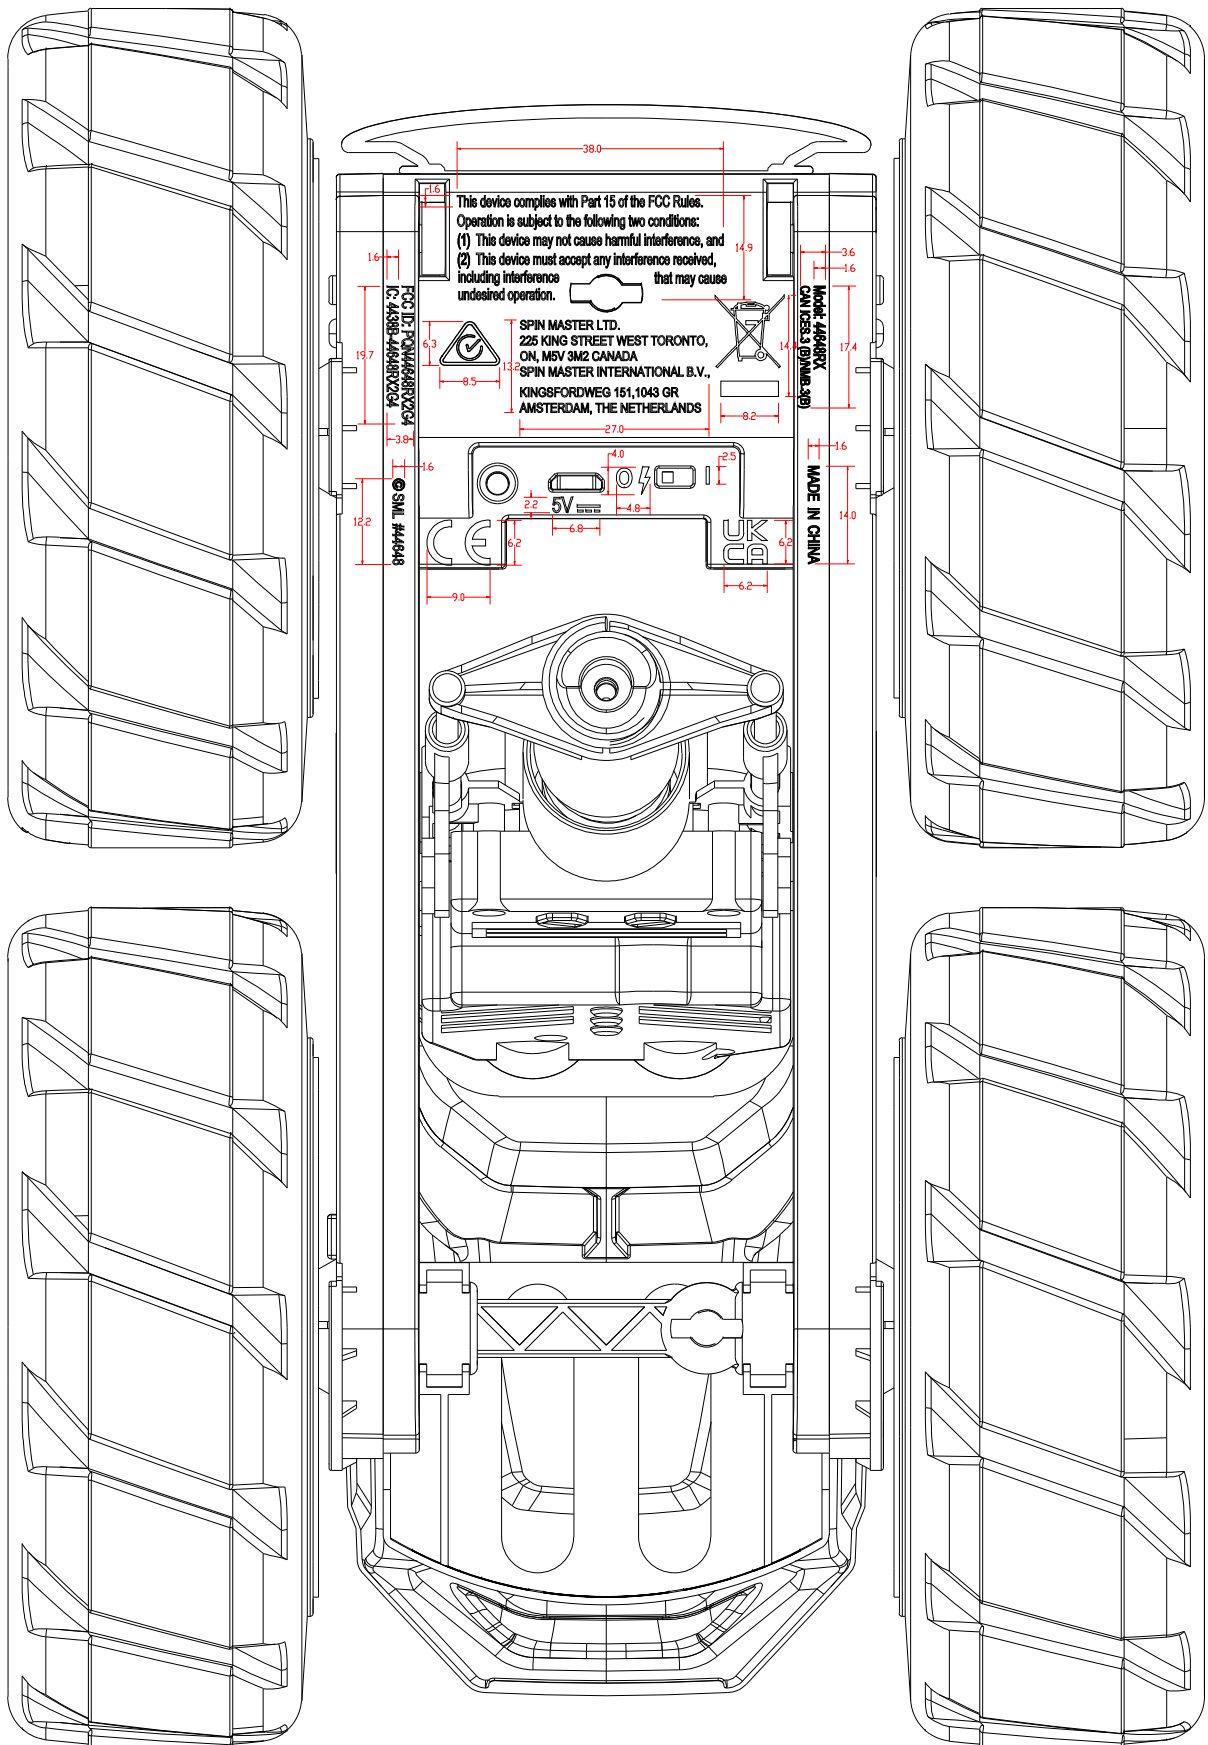 38.0
1.6
This device complies with Part 15 of the FCC Rules.
Operation is subject to the following two conditions:
(1) This device may not cause harmful interference, and
(2) This device must accept any interference received,
including interference that may cause
undesired operation.
14.9
3.6
1.6
1.6
FCC ID: PQN44648RX2G4
IC: 4438B-44648RX2G4
19.7
3.8
6.3
8.5
13.2
SPIN MASTER LTD.
225 KING STREET WEST TORONTO,
ON, M5V 3M2 CANADA
SPIN MASTER INTERNATIONAL B.V.,
KINGSFORDWEG 151,1043 GR
AMSTERDAM, THE NETHERLANDS
27.0
14.4
8.2
Model: 44648RX
CAN ICES-3 (B)/NMB-3(B)
17.4
1.6
© SML #44648
12.2
1.6
MADE IN CHINA
14.0
4.0
O
I
2.5
2.2
5V
4.8
6.8
CE
6.2
9.0
UK
CA
6.2
6.2